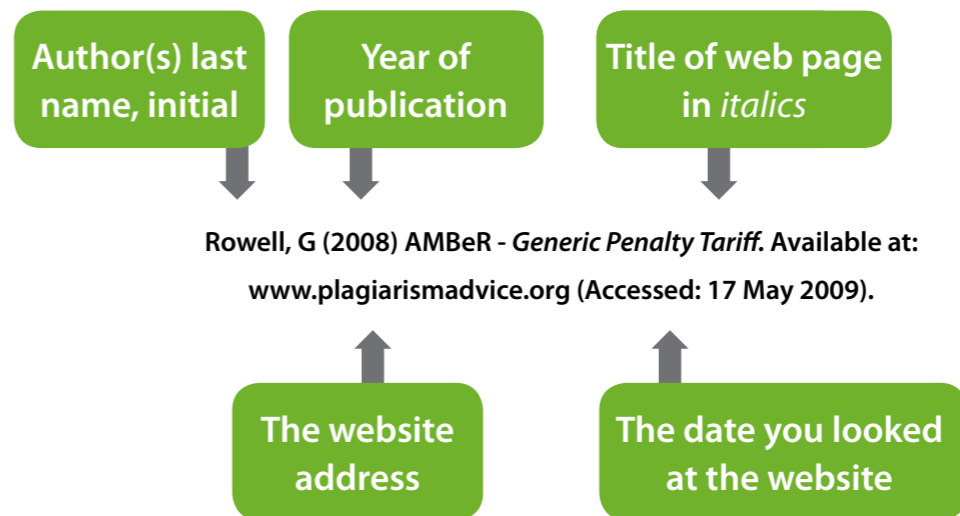 Author(s) last
name, initial
Year of
publication
Title of web page
in italics
Rowell, G (2008) AMBeR - Generic Penalty Tariff. Available at:
www.plagiarismadvice.org (Accessed: 17 May 2009).
The website
address
The date you looked
at the website